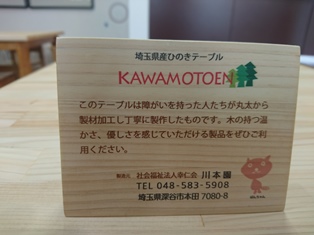 埼玉県産ひのきテーブル
KAWAMOTOEN
このテーブルは障がいを持った人たちが丸太から
製材加工し丁寧に製作したものです。木の持つ温
かさ、優しさを感じていただける製品をぜひご利
用ください。
製造元 社会福祉法人幸仁会 川本園
TEL 048-583-5908
埼玉県深谷市本田 7080-8